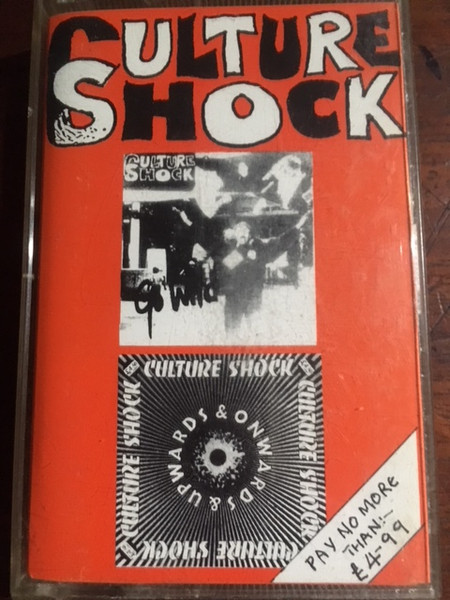 CULTURE
SHOCK
CULTURE
SHOCK
Go Wild
CULTURE SHOCK
CULTURE SHOCK
UPWARDS & ONWARDS &
CULTURE SHOCK
CULTURE SHOCK
PAY NO MORE
THAN:-
£4-99